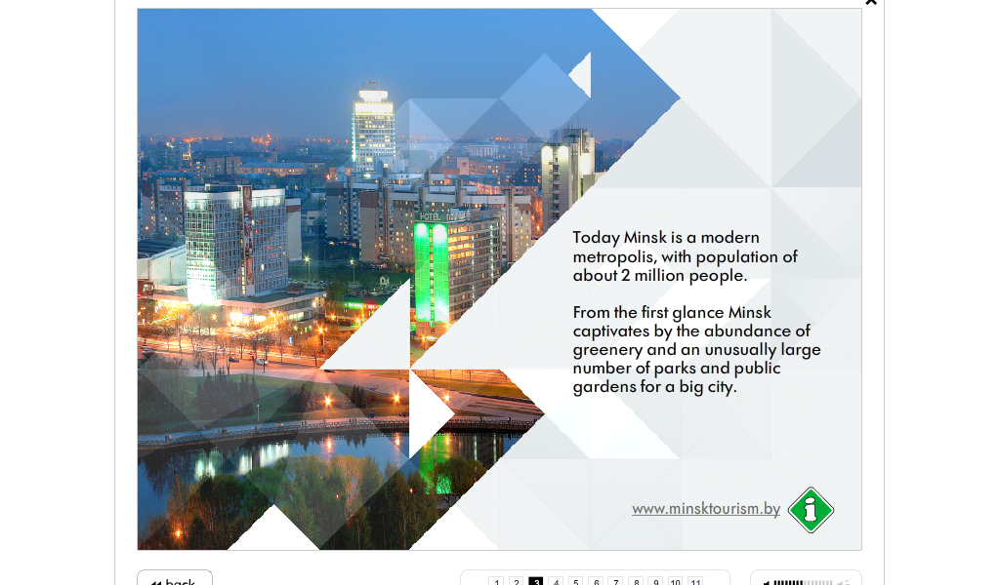 HOTEL
Today Minsk is a modern
metropolis, with population of
about 2 million people.
From the first glance Minsk
captivates by the abundance of
greenery and an unusually large
number of parks and public
gardens for a big city.
www.minsktourism.by
i
back
1 2 3 4 5 6 7 8 9 10 11